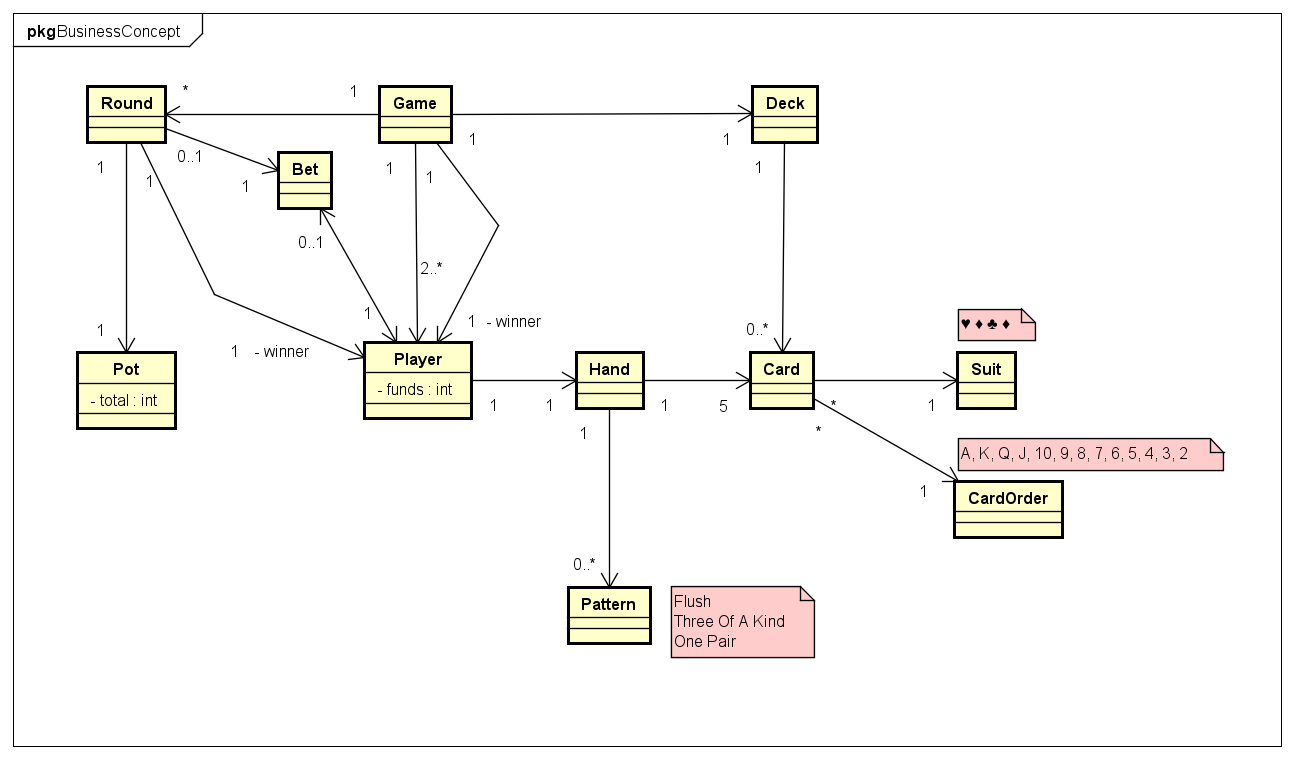 pkg BusinessConcept
* 1
Round
Game
Deck
0..1
1
1
1
1
1
1
1
Bet
1
1
0..1
2..*
1
1 - winner
1 - winner
1
0..*
♥ ♦ ♣ ♦
Pot
- total : int
Player
- funds : int
Hand
Card
Suit
1
1
1
5
*
1
1
*
A, K, Q, J, 10, 9, 8, 7, 6, 5, 4, 3, 2
1
CardOrder
0..*
Pattern
Flush
Three Of A Kind
One Pair